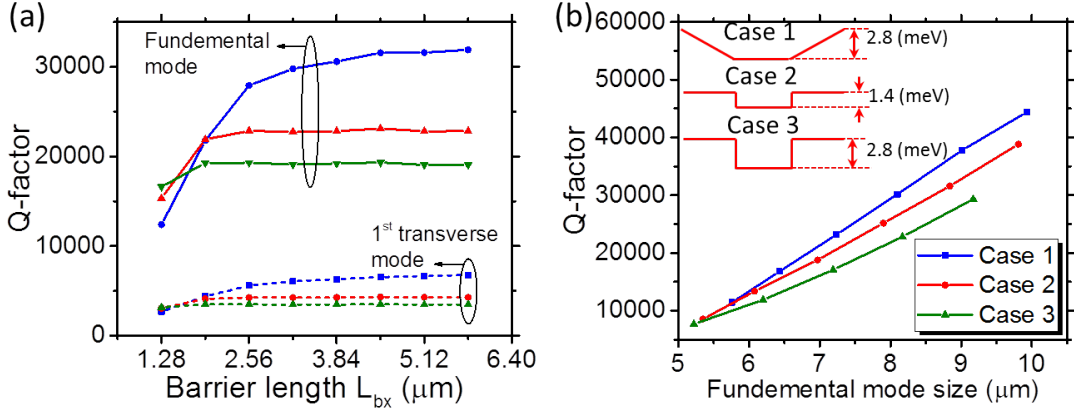 (a)
Fundemental
mode
1st transverse
mode
Q-factor
30000
20000
10000
0
1.28
2.56
3.84
5.12
6.40
Barrier length Lbx (μm)
(b)
Case 1
2.8 (meV)
Case 2
1.4 (meV)
Case 3
2.8 (meV)
Q-factor
60000
50000
40000
30000
20000
10000
Case 1
Case 2
Case 3
5
6
7
8
9
10
Fundemental mode size (μm)